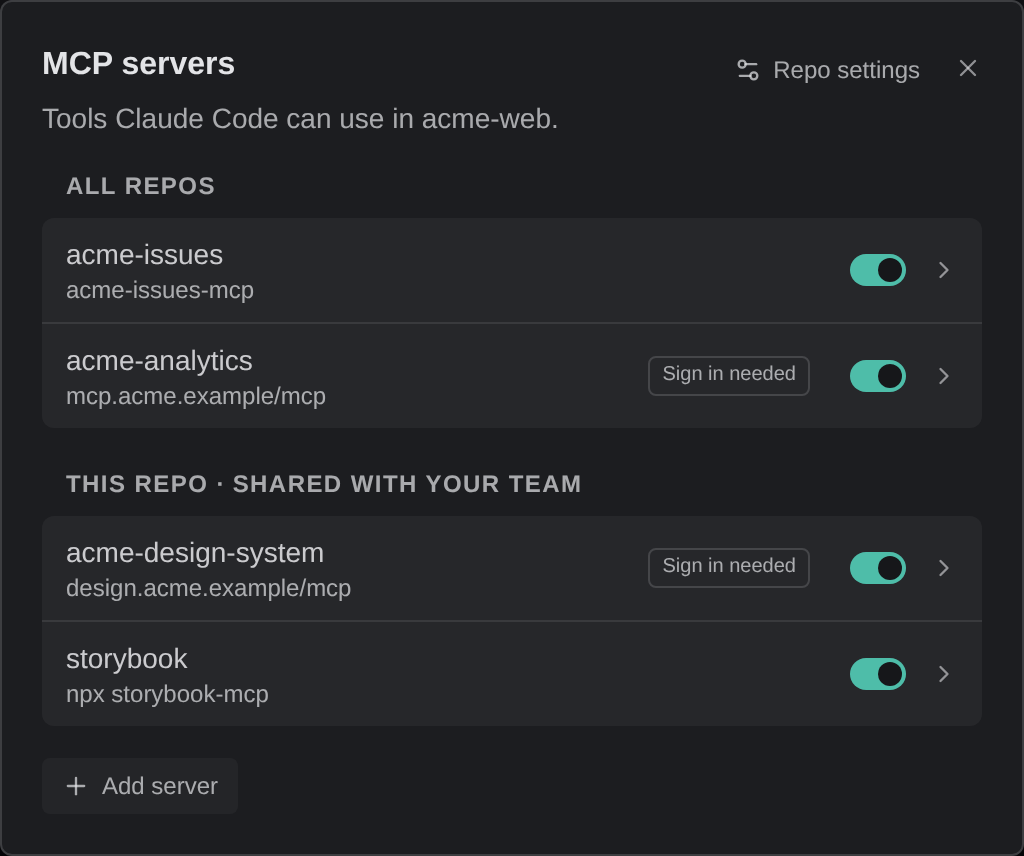 MCP servers
Repo settings
Tools Claude Code can use in acme-web.
ALL REPOS
acme-issues
acme-issues-mcp
acme-analytics
mcp.acme.example/mcp
Sign in needed
THIS REPO · SHARED WITH YOUR TEAM
acme-design-system
design.acme.example/mcp
Sign in needed
storybook
npx storybook-mcp
Add server